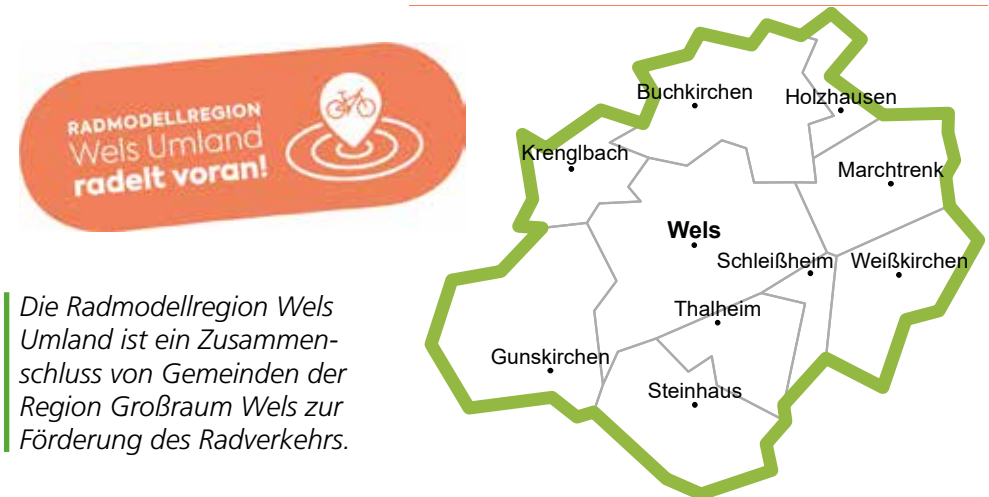 RADMODELLREGION
Wels Umland
radelt voran!
Die Radmodellregion Wels
Umland ist ein Zusammen-
schluss von Gemeinden der
Region Großraum Wels zur
Förderung des Radverkehrs.
Buchkirchen
Holzhausen
Krenglbach
Marchtrenk
Wels
Schleißheim
Weißkirchen
Thalheim
Gunskirchen
Steinhaus